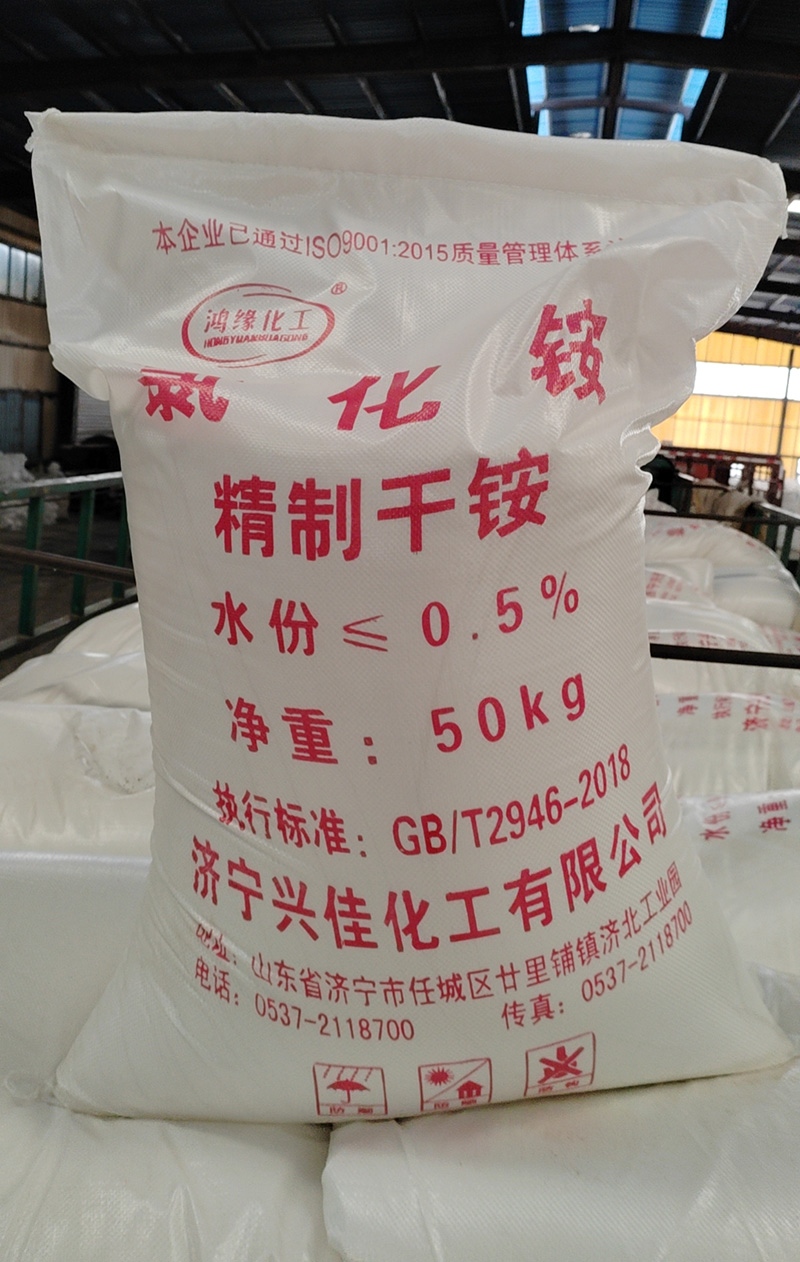 本企业已通过ISO9001:2015质量管理体系
鸿缘化工®
HONGYUANHUAGONG
氯化铵
精制干铵
水份≤0.5%
净重：50kg
执行标准：GB/T2946-2018
济宁兴佳化工有限公司
地址：山东省济宁市任城区廿里铺镇济北工业园
电话：0537-2118700 传真：0537-2118700